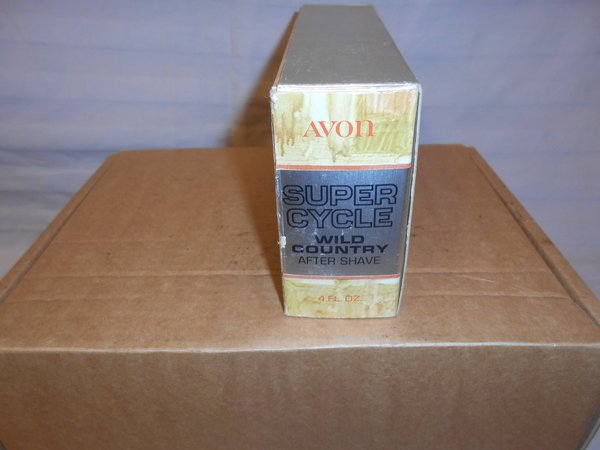 AVON
SUPER
CYCLE
WILD
COUNTRY
AFTER SHAVE
4 FL. OZ.